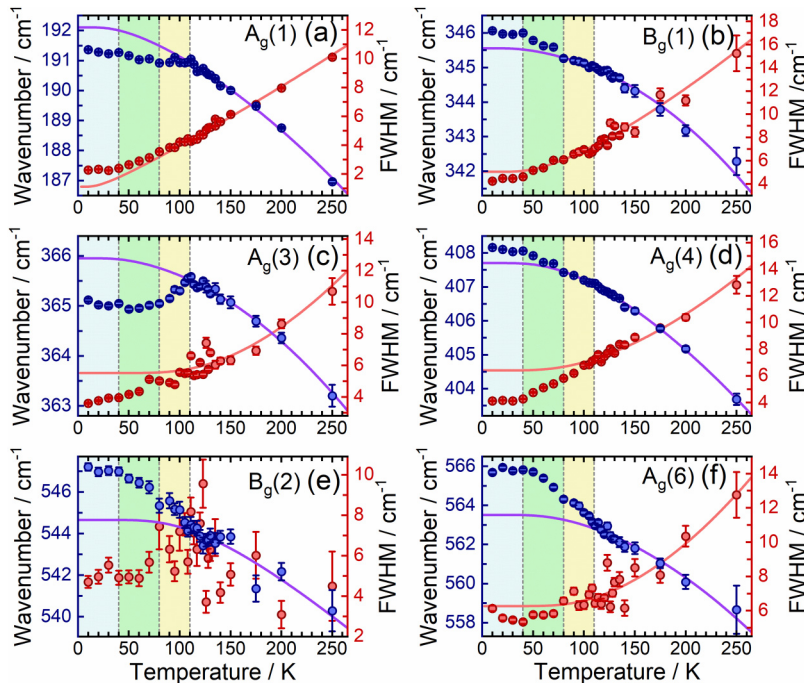 A_g(1) (a)
Wavenumber / cm⁻¹
192
191
190
189
188
187
0 50 100 150 200 250
12
10
8
6
4
2
FWHM / cm⁻¹
B_g(1) (b)
Wavenumber / cm⁻¹
346
345
344
343
342
0 50 100 150 200 250
18
16
14
12
10
8
6
4
FWHM / cm⁻¹
A_g(3) (c)
Wavenumber / cm⁻¹
366
365
363
363
0 50 100 150 200 250
14
12
10
8
6
4
FWHM / cm⁻¹
A_g(4) (d)
Wavenumber / cm⁻¹
408
407
406
404
404
0 50 100 150 200 250
16
14
12
10
8
6
4
FWHM / cm⁻¹
B_g(2) (e)
Wavenumber / cm⁻¹
547
544
542
540
0 50 100 150 200 250
Temperature / K
10
8
6
4
2
FWHM / cm⁻¹
A_g(6) (f)
Wavenumber / cm⁻¹
566
565
562
559
558
0 50 100 150 200 250
Temperature / K
14
12
10
8
6
FWHM / cm⁻¹